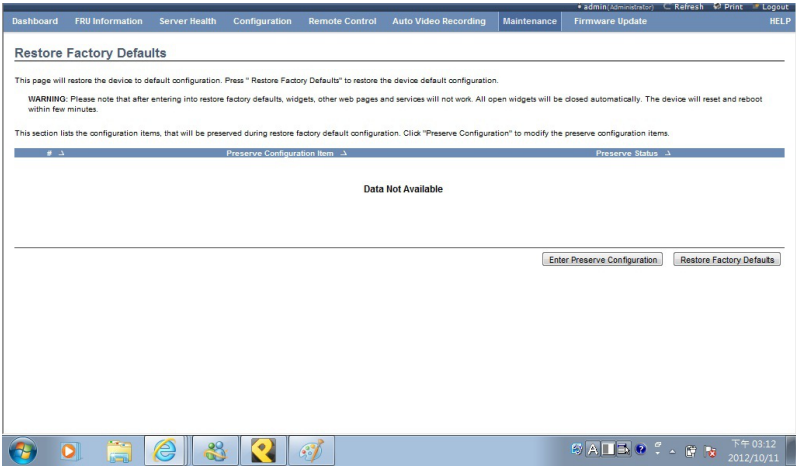 • admin(Administrator) Refresh Print Logout
Dashboard FRU Information Server Health Configuration Remote Control Auto Video Recording Maintenance Firmware Update HELP
Restore Factory Defaults
This page will restore the device to default configuration. Press " Restore Factory Defaults" to restore the device default configuration.
WARNING: Please note that after entering into restore factory defaults, widgets, other web pages and services will not work. All open widgets will be closed automatically. The device will reset and reboot
within few minutes.
This section lists the configuration items, that will be preserved during restore factory default configuration. Click "Preserve Configuration" to modify the preserve configuration items.
# Preserve Configuration Item Preserve Status
Data Not Available
Enter Preserve Configuration Restore Factory Defaults
A
下午 03:12
2012/10/11